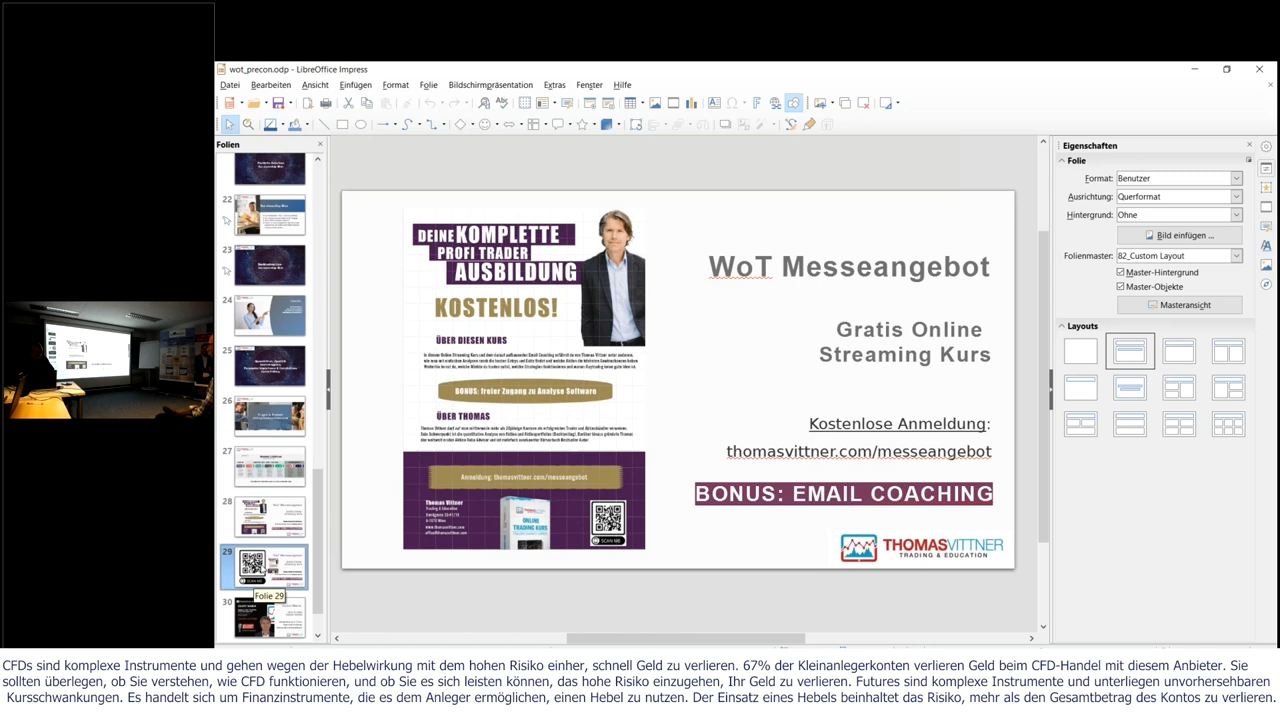 wot_precon.odp - LibreOffice Impress
Datei Bearbeiten Ansicht Einfügen Format Folie Bildschirmpräsentation Extras Fenster Hilfe
Folien
22
23
24
25
26
27
28
29
Folie 29
30
SCAN ME
DEINE KOMPLETTE
PROFI TRADER
AUSBILDUNG
KOSTENLOS!
ÜBER DIESEN KURS
BONUS: freier Zugang zu Analyse Software
ÜBER THOMAS
Anmeldung: thomasvittner.com/messeangebot
Thomas Vittner
Trading & Education
www.thomasvittner.com
ONLINE
TRADING KURS
SCAN ME
WoT Messeangebot
Gratis Online
Streaming Kurs
Kostenlose Anmeldung:
thomasvittner.com/messeangebot
BONUS: EMAIL COACHING
THOMASVITTNER
TRADING & EDUCATION
Eigenschaften
Folie
Format: Benutzer
Ausrichtung: Querformat
Hintergrund: Ohne
Bild einfügen ...
Folienmaster: 82_Custom Layout
Master-Hintergrund
Master-Objekte
Masteransicht
Layouts
CFDs sind komplexe Instrumente und gehen wegen der Hebelwirkung mit dem hohen Risiko einher, schnell Geld zu verlieren. 67% der Kleinanlegerkonten verlieren Geld beim CFD-Handel mit diesem Anbieter. Sie
sollten überlegen, ob Sie verstehen, wie CFD funktionieren, und ob Sie es sich leisten können, das hohe Risiko einzugehen, Ihr Geld zu verlieren. Futures sind komplexe Instrumente und unterliegen unvorhersehbaren
Kursschwankungen. Es handelt sich um Finanzinstrumente, die es dem Anleger ermöglichen, einen Hebel zu nutzen. Der Einsatz eines Hebels beinhaltet das Risiko, mehr als den Gesamtbetrag des Kontos zu verlieren.